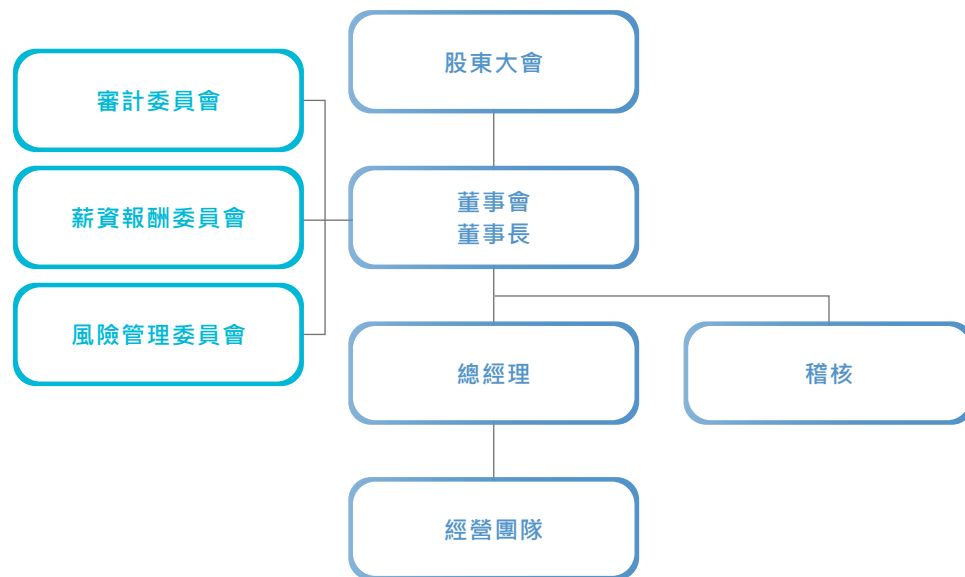 股東大會
審計委員會
薪資報酬委員會
董事會
董事長
風險管理委員會
總經理
稽核
經營團隊